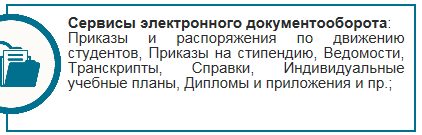 Сервисы электронного документооборота:
Приказы и распоряжения по движению
студентов, Приказы на стипендию, Ведомости,
Транскрипты, Справки, Индивидуальные
учебные планы, Дипломы и приложения и пр.;